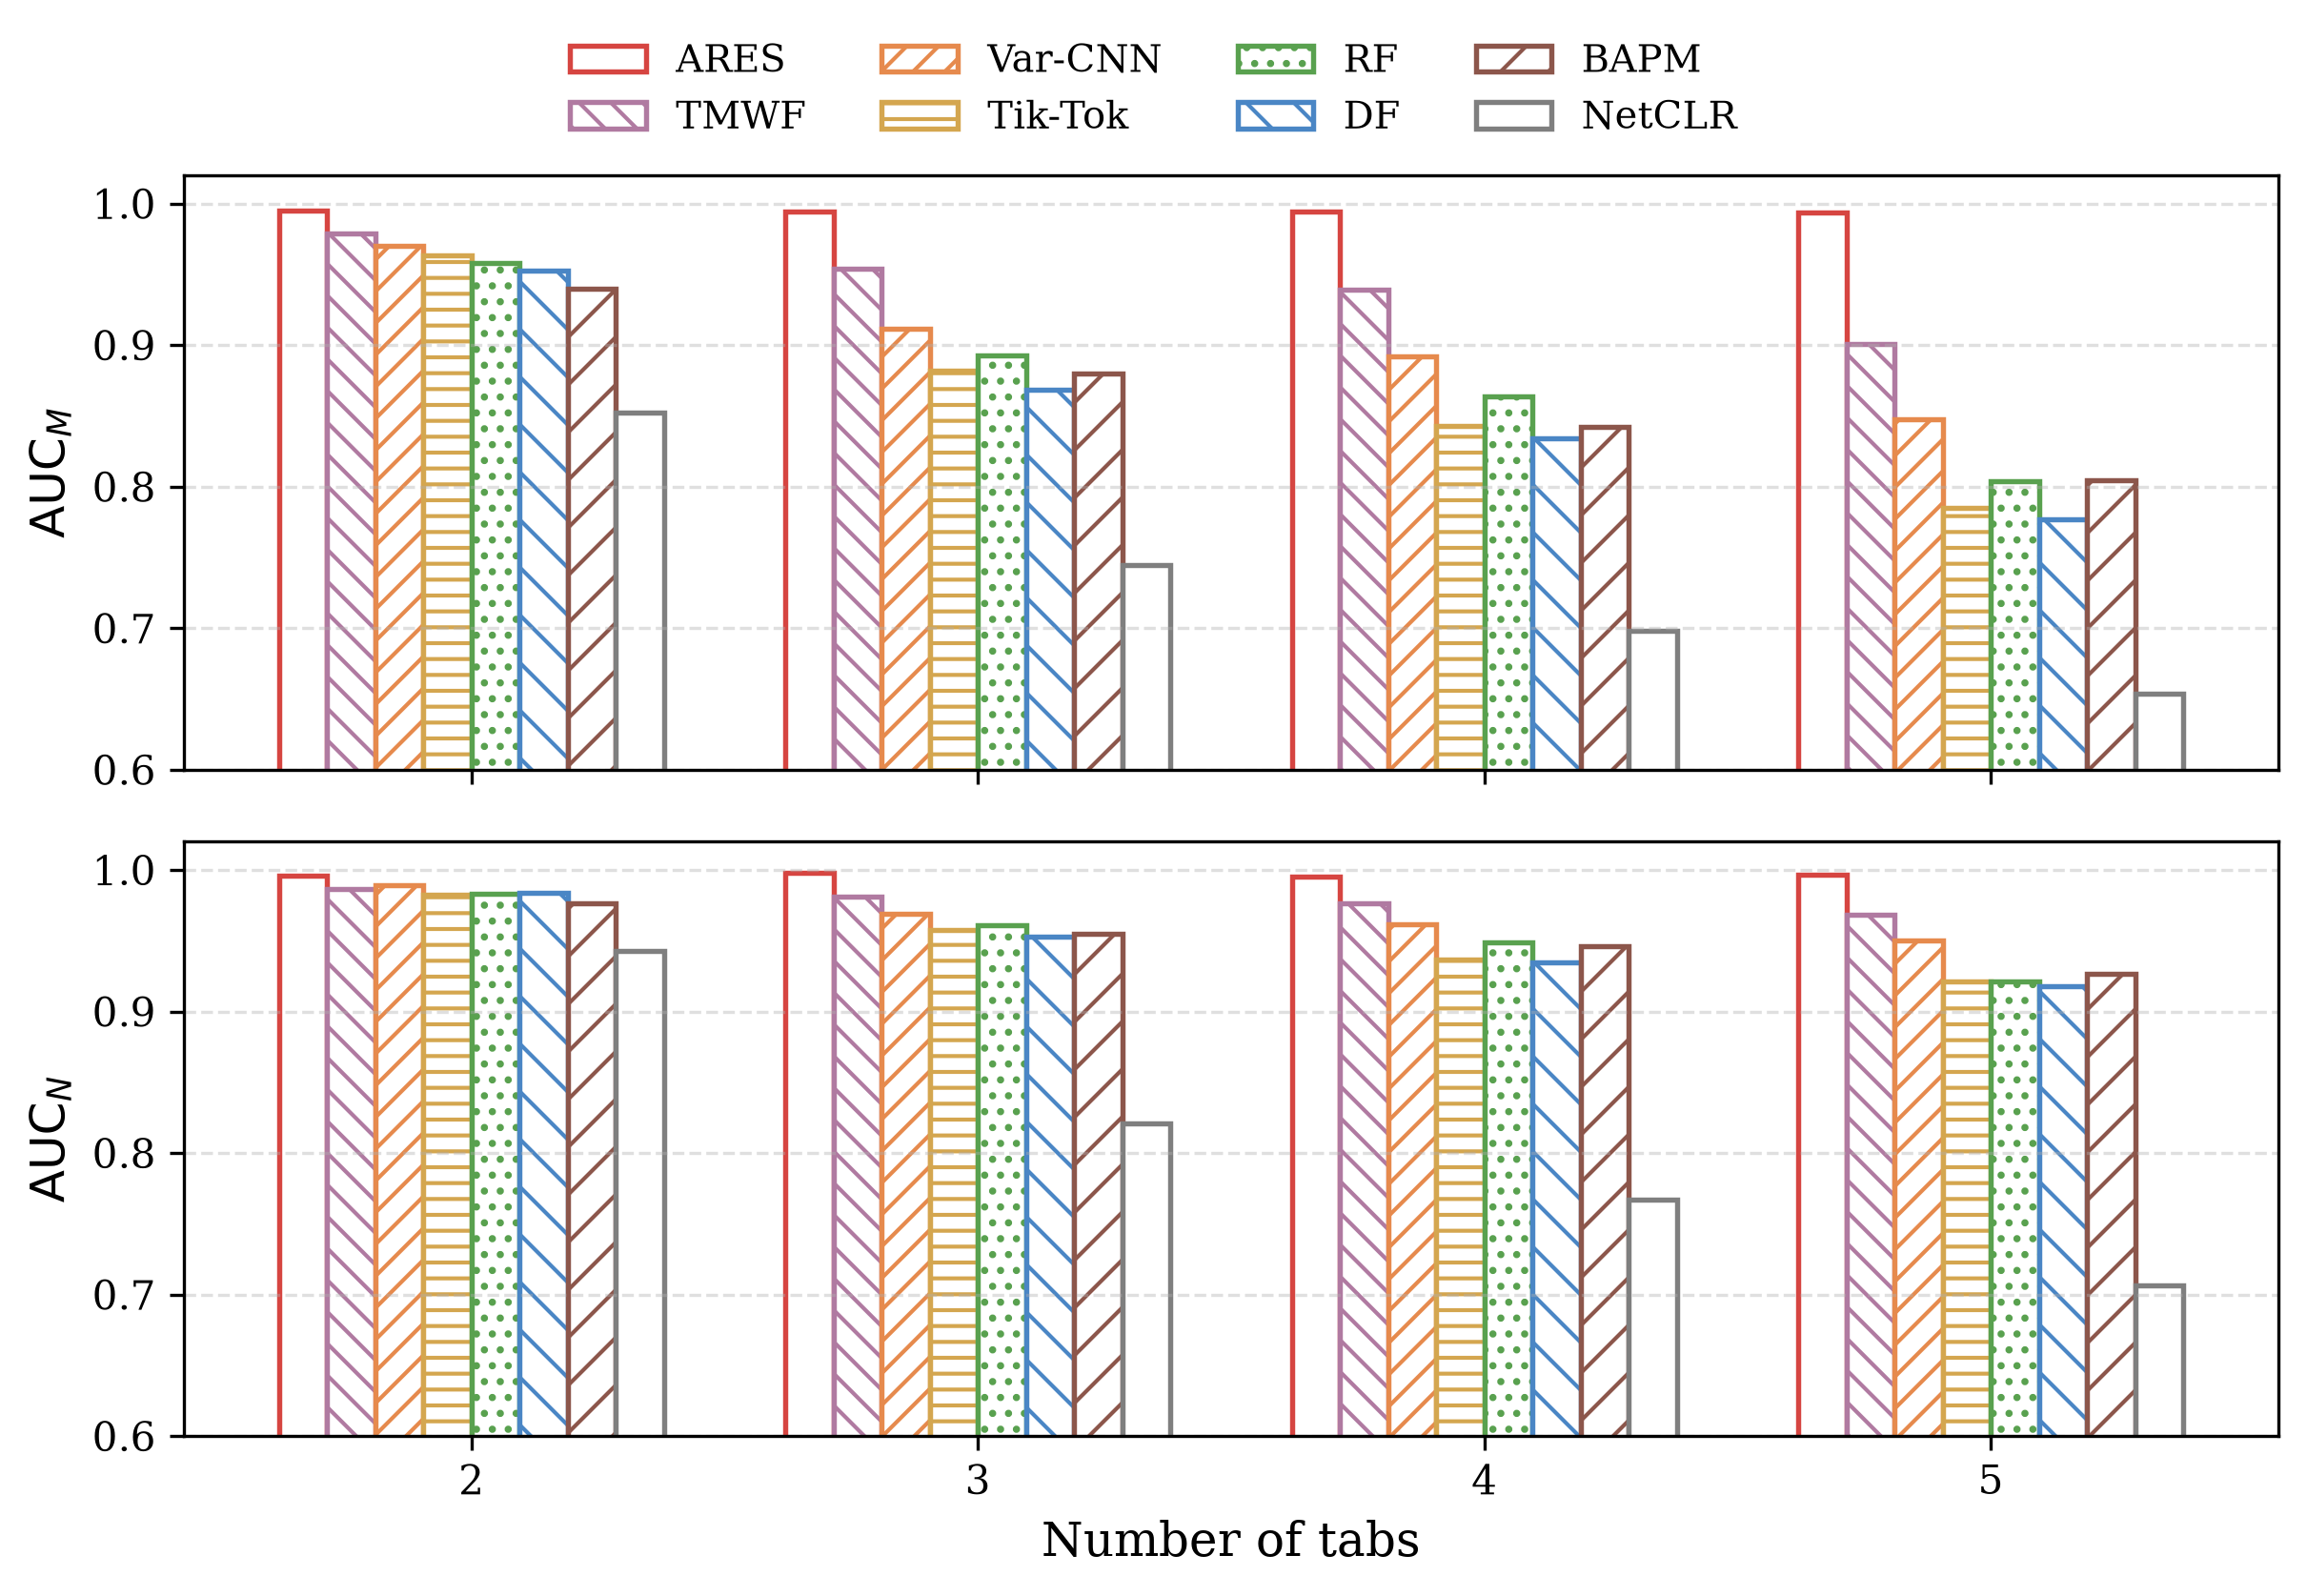 ARES Var-CNN RF BAPM
TMWF Tik-Tok DF NetCLR
1.0
0.9
0.8
0.7
0.6
AUC_M
1.0
0.9
0.8
0.7
0.6
AUC_N
2 3 4 5
Number of tabs